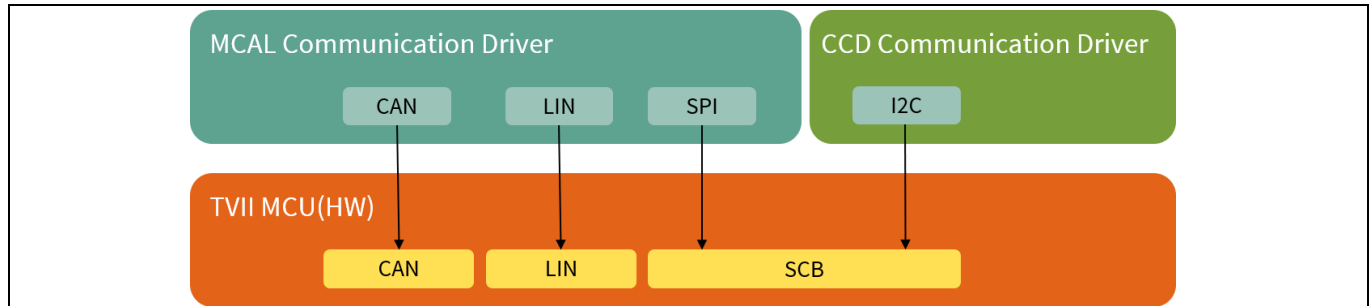 MCAL Communication Driver
CCD Communication Driver
CAN
LIN
SPI
I2C
TVII MCU(HW)
CAN
LIN
SCB